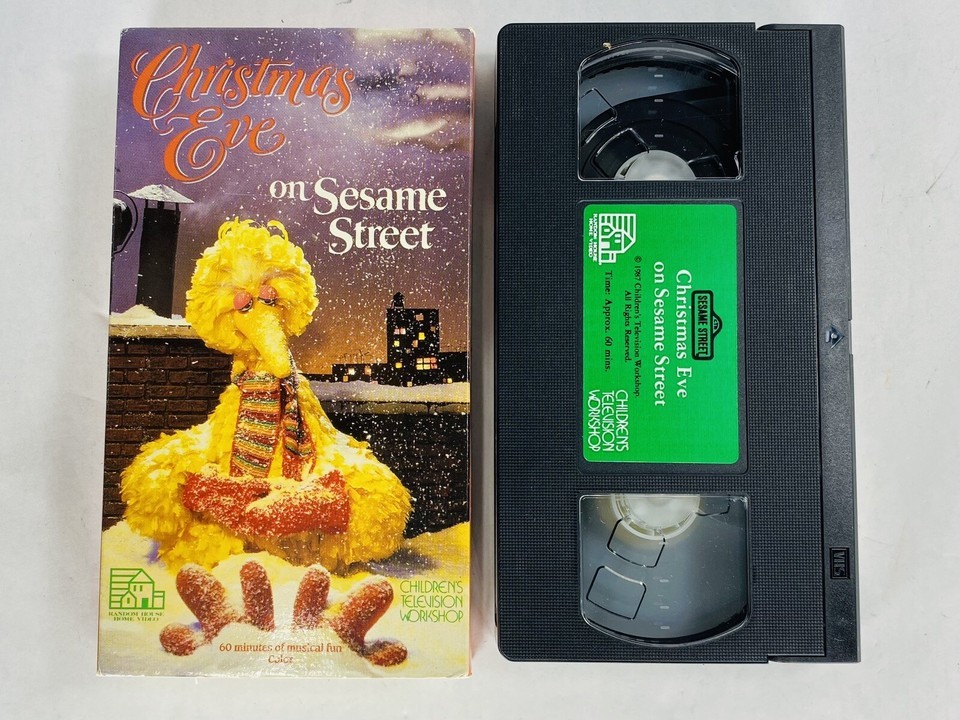 Christmas
Eve
on Sesame
Street
RANDOM HOUSE
HOME VIDEO
CHILDREN'S
TELEVISION
WORKSHOP
60 minutes of musical fun
Color
SESAME STREET
Christmas Eve
on Sesame Street
RANDOM HOUSE
HOME VIDEO
© 1987 Children's Television Workshop.
All Rights Reserved.
Time: Approx. 60 mins.
CHILDREN'S
TELEVISION
WORKSHOP
VHS